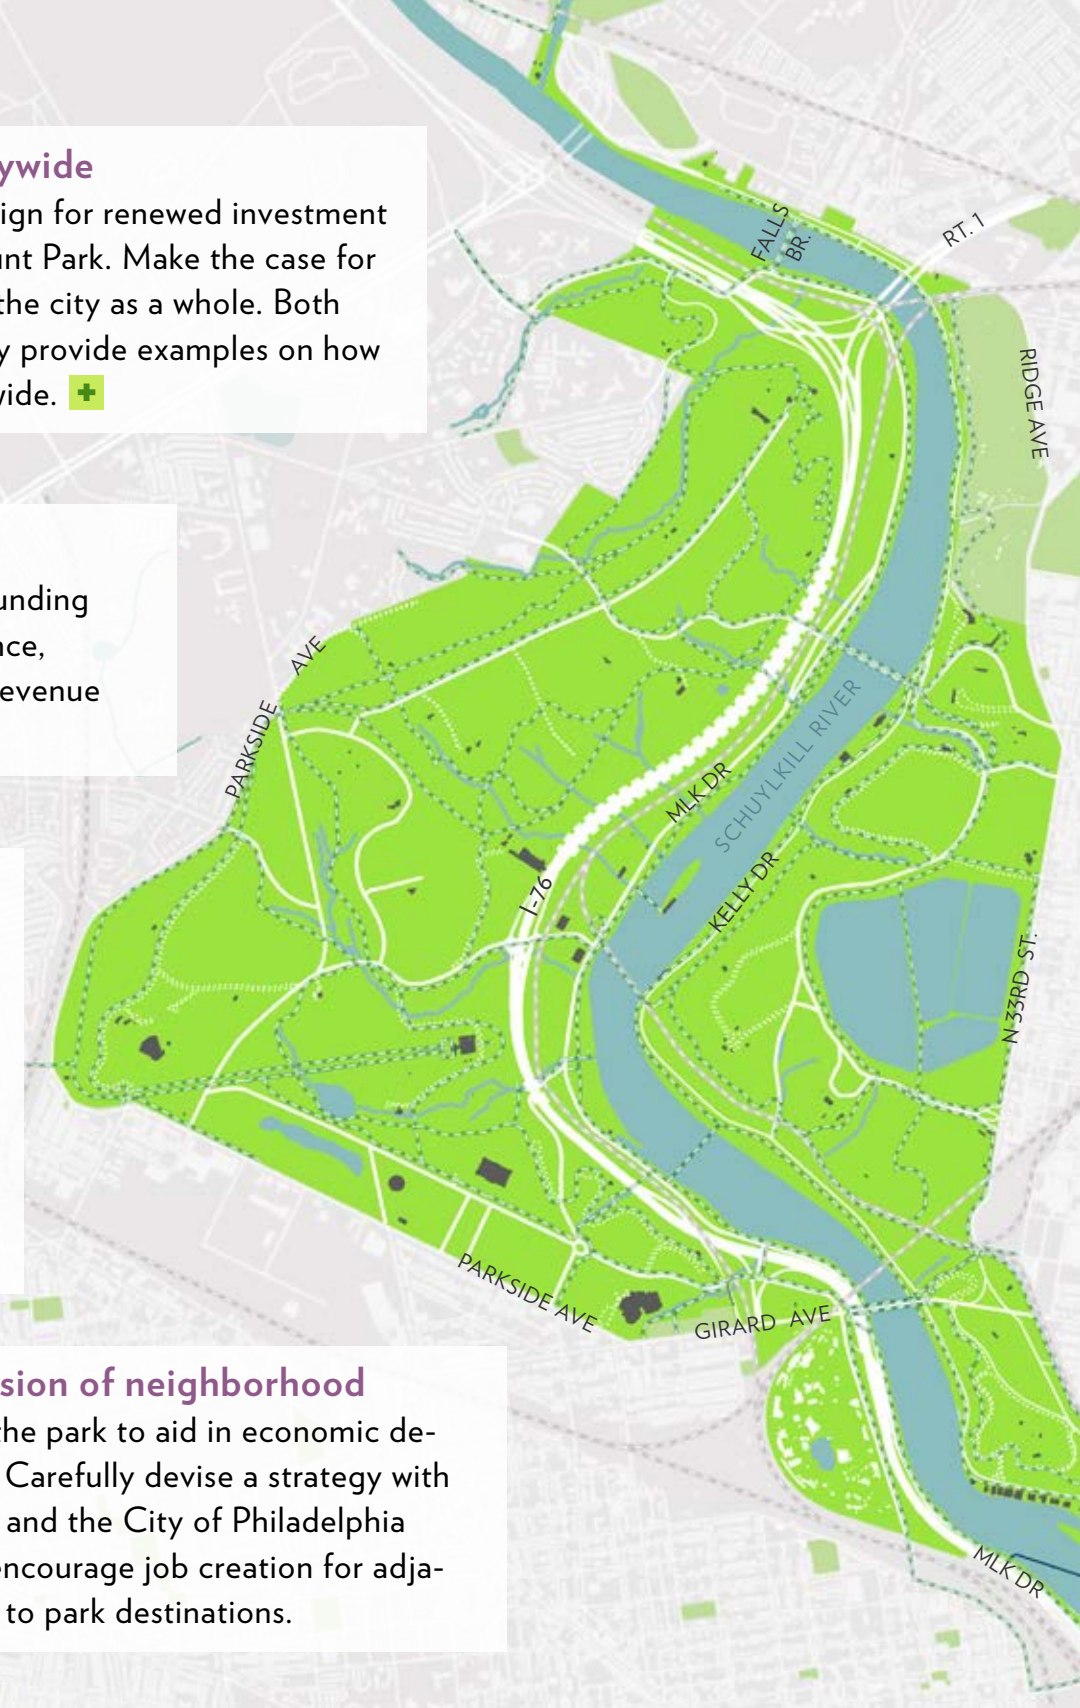 ywide
ign for renewed investment
unt Park. Make the case for
the city as a whole. Both
y provide examples on how
vide.
unding
nce,
evenue
sion of neighborhood
the park to aid in economic de-
Carefully devise a strategy with
and the City of Philadelphia
encourage job creation for adja-
to park destinations.
FALLS
BR.
RT. 1
RIDGE AVE
PARKSIDE AVE
MLK DR
SCHUYLKILL RIVER
KELLY DR
I-76
N 33RD ST.
PARKSIDE AVE
GIRARD AVE
MLK DR